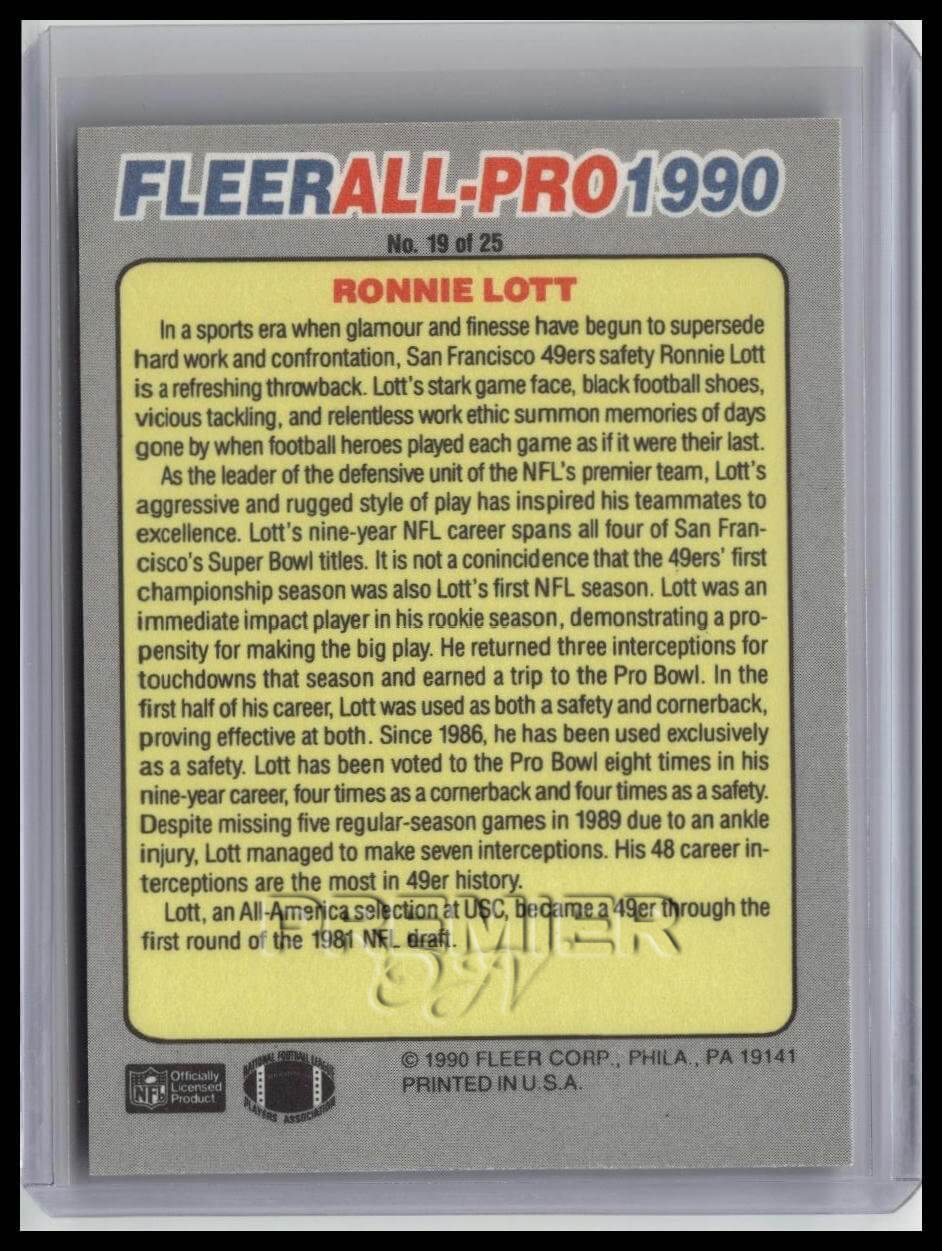 FLEER ALL-PRO 1990
No. 19 of 25
RONNIE LOTT
In a sports era when glamour and finesse have begun to supersede
hard work and confrontation, San Francisco 49ers safety Ronnie Lott
is a refreshing throwback. Lott's stark game face, black football shoes,
vicious tackling, and relentless work ethic summon memories of days
gone by when football heroes played each game as if it were their last.
As the leader of the defensive unit of the NFL's premier team, Lott's
aggressive and rugged style of play has inspired his teammates to
excellence. Lott's nine-year NFL career spans all four of San Fran-
cisco's Super Bowl titles. It is not a conincidence that the 49ers' first
championship season was also Lott's first NFL season. Lott was an
immediate impact player in his rookie season, demonstrating a pro-
pensity for making the big play. He returned three interceptions for
touchdowns that season and earned a trip to the Pro Bowl. In the
first half of his career, Lott was used as both a safety and cornerback,
proving effective at both. Since 1986, he has been used exclusively
as a safety. Lott has been voted to the Pro Bowl eight times in his
nine-year career, four times as a cornerback and four times as a safety.
Despite missing five regular-season games in 1989 due to an ankle
injury, Lott managed to make seven interceptions. His 48 career in-
terceptions are the most in 49er history.
Lott, an All-America selection at USC, became a 49er through the
first round of the 1981 NFL draft.
PREMIER
NFL
Officially
Licensed
Product
NATIONAL FOOTBALL LEAGUE
PLAYERS ASSOCIATION
© 1990 FLEER CORP., PHILA., PA 19141
PRINTED IN U.S.A.